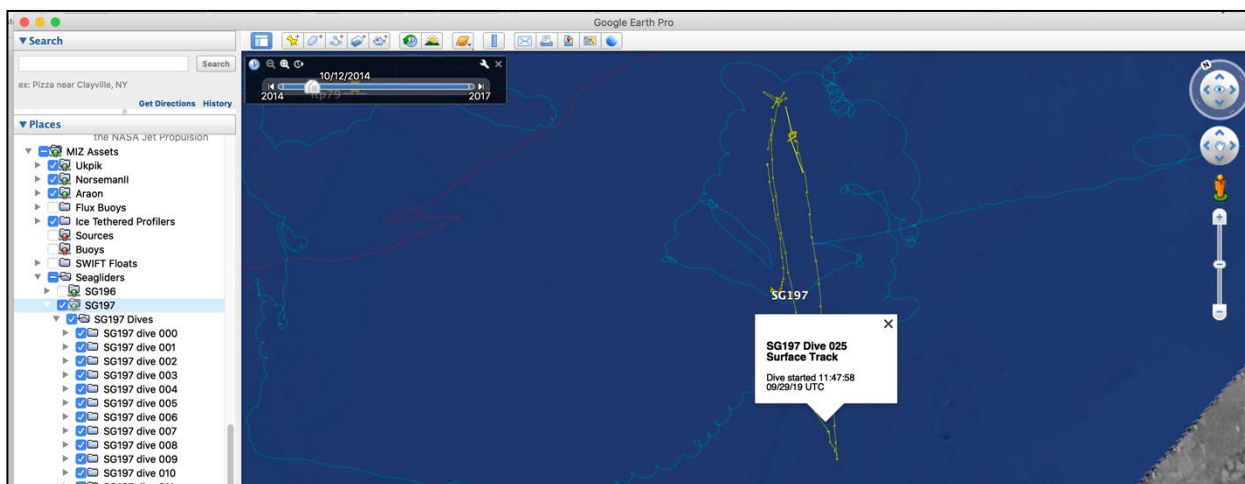 Google Earth Pro
Search
Search
ex: Pizza near Clayville, NY
Get Directions History
Places
the NASA Jet Propulsion
MIZ Assets
Ukpik
NorsemanII
Araon
Flux Buoys
Ice Tethered Profilers
Sources
Buoys
SWIFT Floats
Seagliders
SG196
SG197
SG197 Dives
SG197 dive 000
SG197 dive 001
SG197 dive 002
SG197 dive 003
SG197 dive 004
SG197 dive 005
SG197 dive 006
SG197 dive 007
SG197 dive 008
SG197 dive 009
SG197 dive 010
10/12/2014
2014 2017
itp79
N
SG197
SG197 Dive 025
Surface Track
Dive started 11:47:58
09/29/19 UTC